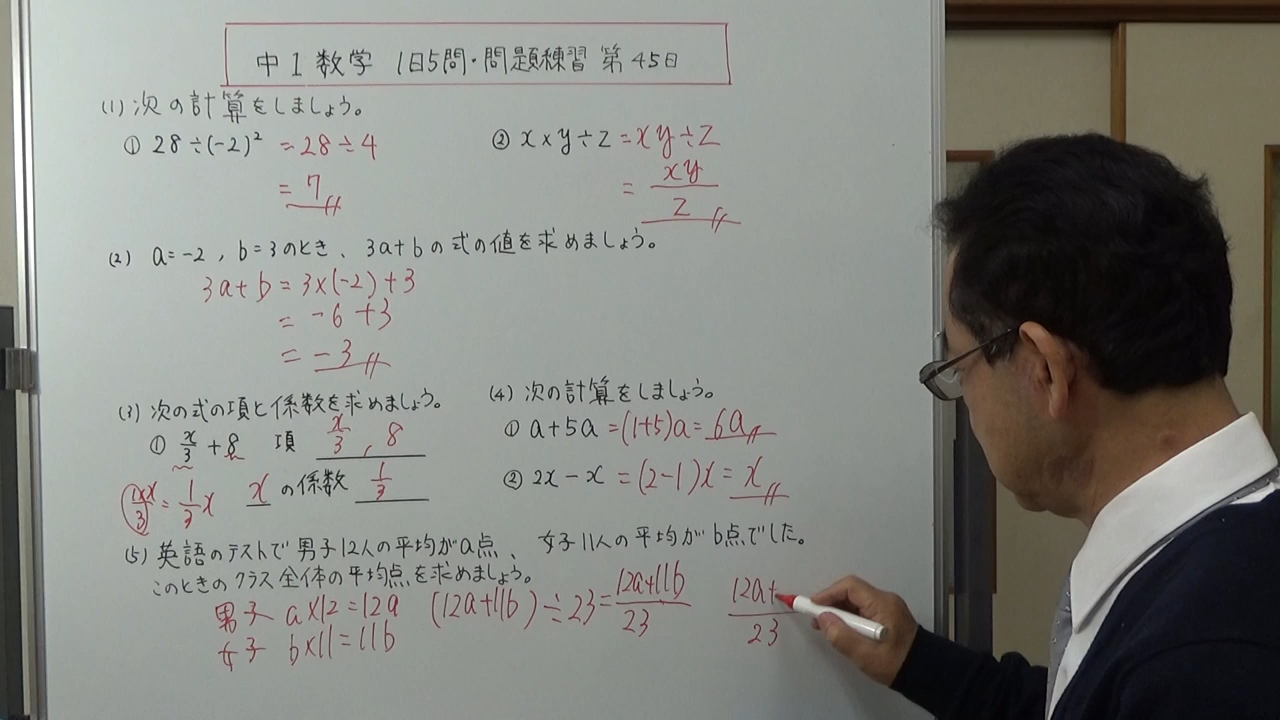 中1数学 1日5問・問題練習 第45日
(1) 次の計算をしましょう。
① 28÷(-2)² = 28÷4
= 7
② x×y÷z = xy÷z
= xy/z
(2) a=-2, b=3のとき、3a+bの式の値を求めましょう。
3a+b = 3×(-2)+3
= -6+3
= -3
(3) 次の式の項と係数を求めましょう。
① x/3 + 8 項 x/3, 8
1×x/3 = 1/3 x xの係数 1/3
(4) 次の計算をしましょう。
① a+5a =(1+5)a= 6a
② 2x-x =(2-1)x= x
(5) 英語のテストで男子12人の平均がa点、女子11人の平均がb点でした。
このときのクラス全体の平均点を求めましょう。
男子 a×12=12a (12a+11b)÷23=12a+11b/23 12a+/23
女子 b×11=11b